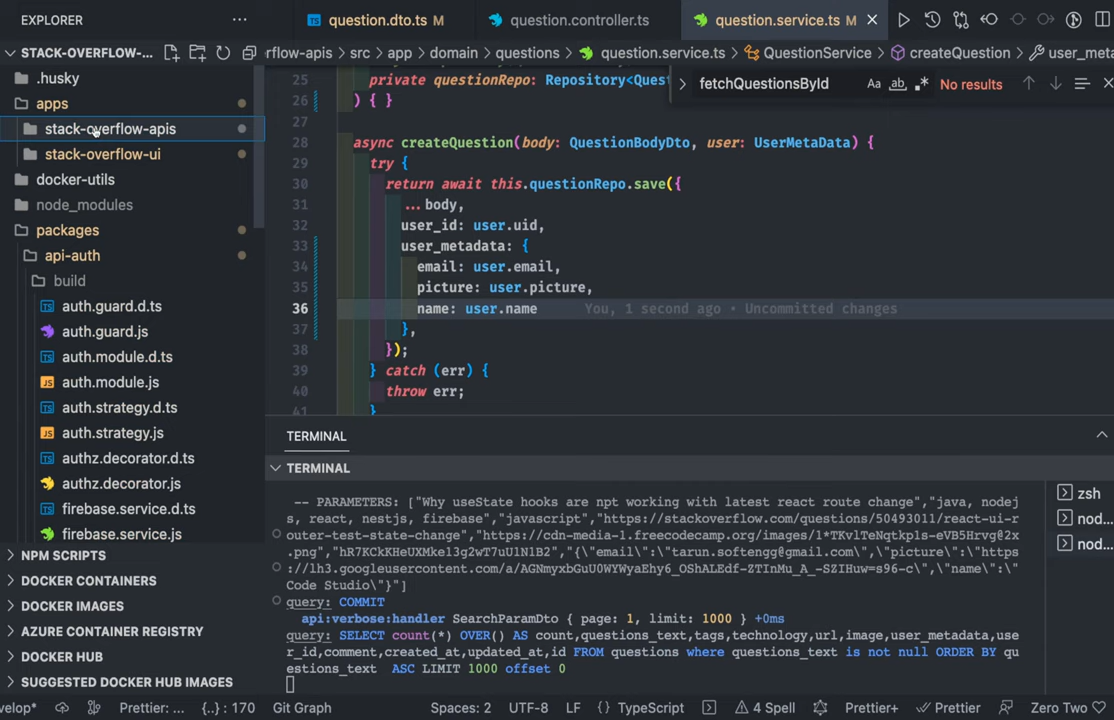 EXPLORER
question.dto.ts M
question.controller.ts
question.service.ts M
STACK-OVERFLOW-...
rflow-apis > src > app > domain > questions > question.service.ts > QuestionService > createQuestion > user_meta
.husky
apps
stack-overflow-apis
stack-overflow-ui
docker-utils
node_modules
packages
api-auth
build
auth.guard.d.ts
auth.guard.js
auth.module.d.ts
auth.module.js
auth.strategy.d.ts
auth.strategy.js
authz.decorator.d.ts
authz.decorator.js
firebase.service.d.ts
firebase.service.js
NPM SCRIPTS
DOCKER CONTAINERS
DOCKER IMAGES
AZURE CONTAINER REGISTRY
DOCKER HUB
SUGGESTED DOCKER HUB IMAGES
fetchQuestionsById Aa ab .* No results
25 private questionRepo: Repository<Quest
26 ) { }
27
28 async createQuestion(body: QuestionBodyDto, user: UserMetaData) {
29 try {
30 return await this.questionRepo.save({
31 ...body,
32 user_id: user.uid,
33 user_metadata: {
34 email: user.email,
35 picture: user.picture,
36 name: user.name You, 1 second ago • Uncommitted changes
37 },
38 });
39 } catch (err) {
40 throw err;
41 }
TERMINAL
TERMINAL
-- PARAMETERS: ["Why useState hooks are npt working with latest react route change","java, nodej
s, react, nestjs, firebase","javascript","https://stackoverflow.com/questions/50493011/react-ui-r
outer-test-state-change","https://cdn-media-1.freecodecamp.org/images/1*TKvlTeNqtkp1s-eVB5Hrvg@2x
.png","hR7KCkKHeUXMke13g2wT7uU1N1B2","{\"email\":\"tarun.softengg@gmail.com\",\"picture\":\"https
://lh3.googleusercontent.com/a/AGNmyxbGuU0WYWyaEhy6_OShALEdf-ZTInMu_A_-SZIHuw=s96-c\",\"name\":\"
Code Studio\"}"]
query: COMMIT
api:verbose:handler SearchParamDto { page: 1, limit: 1000 } +0ms
query: SELECT count(*) OVER() AS count,questions_text,tags,technology,url,image,user_metadata,use
r_id,comment,created_at,updated_at,id FROM questions where questions_text is not null ORDER BY qu
estions_text ASC LIMIT 1000 offset 0
zsh
nod...
nod...
velop* Prettier: ... {..} : 170 Git Graph Spaces: 2 UTF-8 LF {} TypeScript 4 Spell Prettier+ Prettier Zero Two